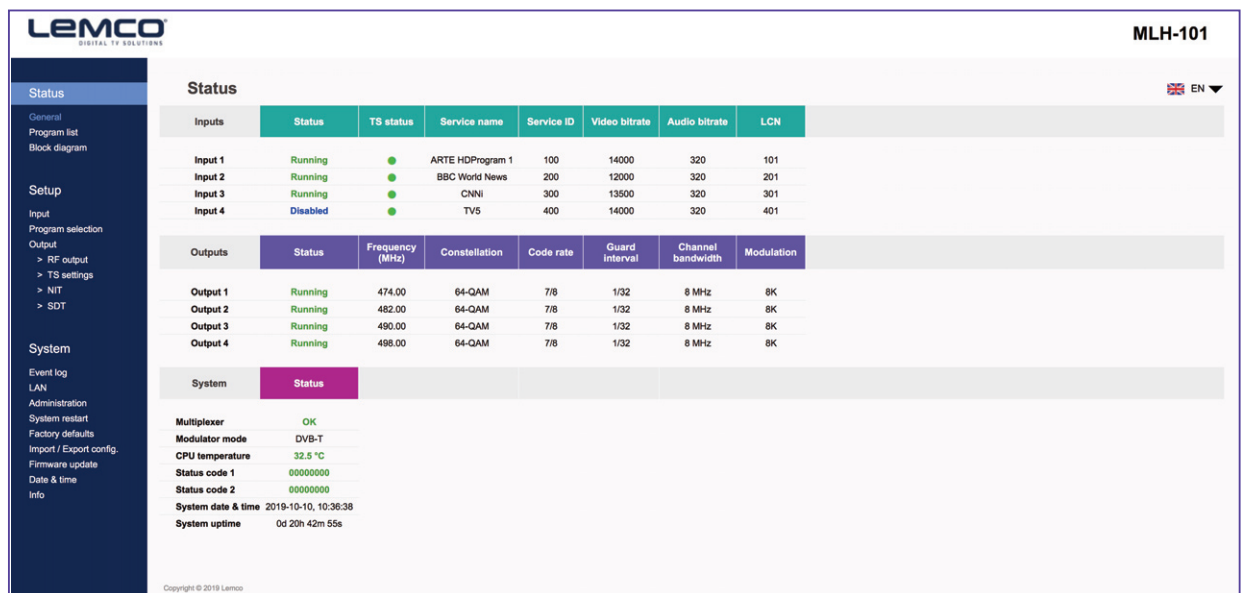 LEMCO
DIGITAL TV SOLUTIONS
MLH-101
Status
General
Program list
Block diagram
Setup
Input
Program selection
Output
> RF output
> TS settings
> NIT
> SDT
System
Event log
LAN
Administration
System restart
Factory defaults
Import / Export config.
Firmware update
Date & time
Info
Status
EN
Inputs Status TS status Service name Service ID Video bitrate Audio bitrate LCN
Input 1 Running ARTE HDProgram 1 100 14000 320 101
Input 2 Running BBC World News 200 12000 320 201
Input 3 Running CNNi 300 13500 320 301
Input 4 Disabled TV5 400 14000 320 401
Outputs Status Frequency (MHz) Constellation Code rate Guard interval Channel bandwidth Modulation
Output 1 Running 474.00 64-QAM 7/8 1/32 8 MHz 8K
Output 2 Running 482.00 64-QAM 7/8 1/32 8 MHz 8K
Output 3 Running 490.00 64-QAM 7/8 1/32 8 MHz 8K
Output 4 Running 498.00 64-QAM 7/8 1/32 8 MHz 8K
System Status
Multiplexer OK
Modulator mode DVB-T
CPU temperature 32.5 °C
Status code 1 00000000
Status code 2 00000000
System date & time 2019-10-10, 10:36:38
System uptime 0d 20h 42m 55s
Copyright © 2019 Lemco